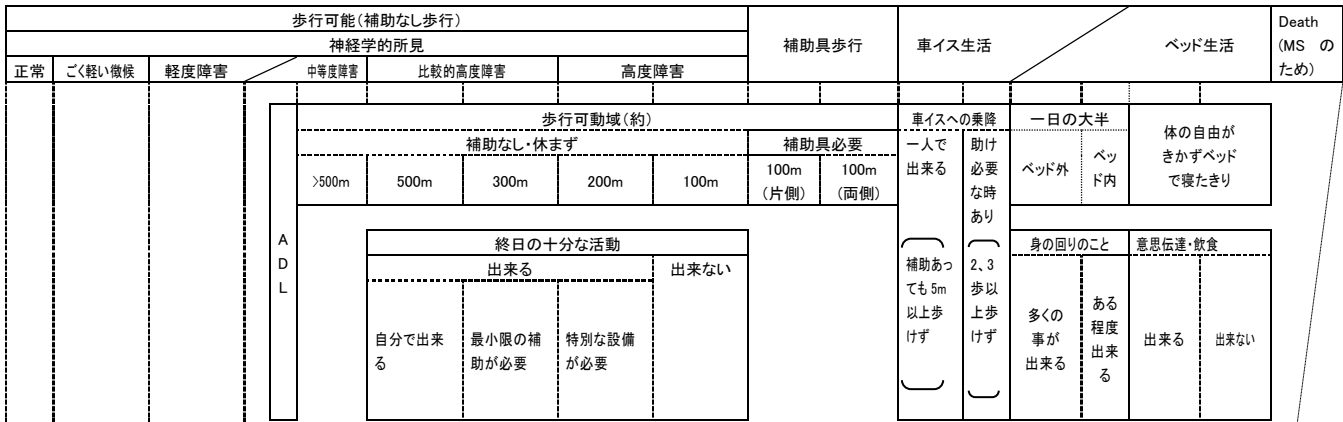 歩行可能(補助なし歩行)
神経学的所見
正常
ごく軽い徴候
軽度障害
中等度障害
比較的高度障害
高度障害
補助具歩行
車イス生活
ベッド生活
Death
(MS の
ため)
ADL
歩行可動域(約)
補助なし・休まず
>500m
500m
300m
200m
100m
補助具必要
100m
(片側)
100m
(両側)
車イスへの乗降
一人で
出来る
助け
必要
な時
あり
一日の大半
ベッド外
ベッ
ド内
体の自由が
きかずベッド
で寝たきり
終日の十分な活動
出来る
出来ない
自分で出来
る
最小限の補
助が必要
特別な設備
が必要
補助あっ
ても 5m
以上歩
けず
2、3
歩以
上歩
けず
身の回りのこと
多くの
事が
出来る
ある
程度
出来
る
意思伝達・飲食
出来る
出来ない